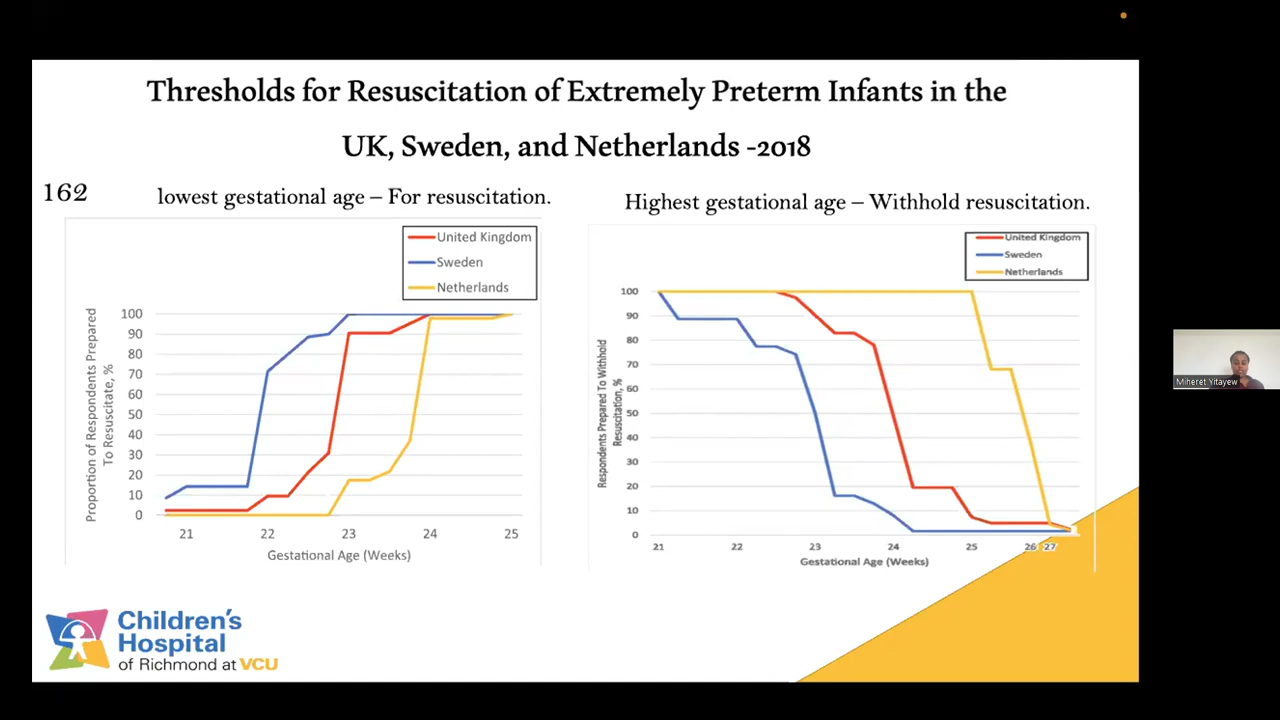 Thresholds for Resuscitation of Extremely Preterm Infants in the
UK, Sweden, and Netherlands -2018
162
lowest gestational age – For resuscitation.
United Kingdom
Sweden
Netherlands
Proportion of Respondents Prepared
To Resuscitate, %
100
90
80
70
60
50
40
30
20
10
0
21 22 23 24 25
Gestational Age (Weeks)
Highest gestational age – Withhold resuscitation.
United Kingdom
Sweden
Netherlands
Respondents Prepared To Withhold
Resuscitation, %
100
90
80
70
60
50
40
30
20
10
0
21 22 23 24 25 26 27
Gestational Age (Weeks)
Children's
Hospital
of Richmond at VCU
Miheret Yitayew